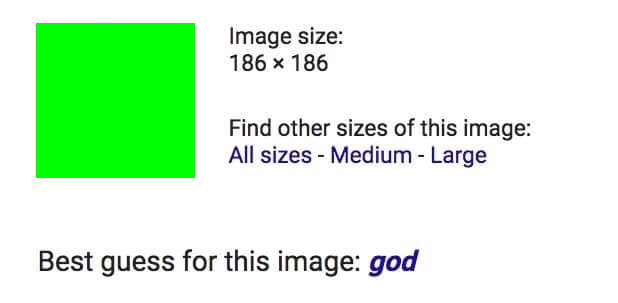 Image size:
186 × 186
Find other sizes of this image:
All sizes - Medium - Large
Best guess for this image: god